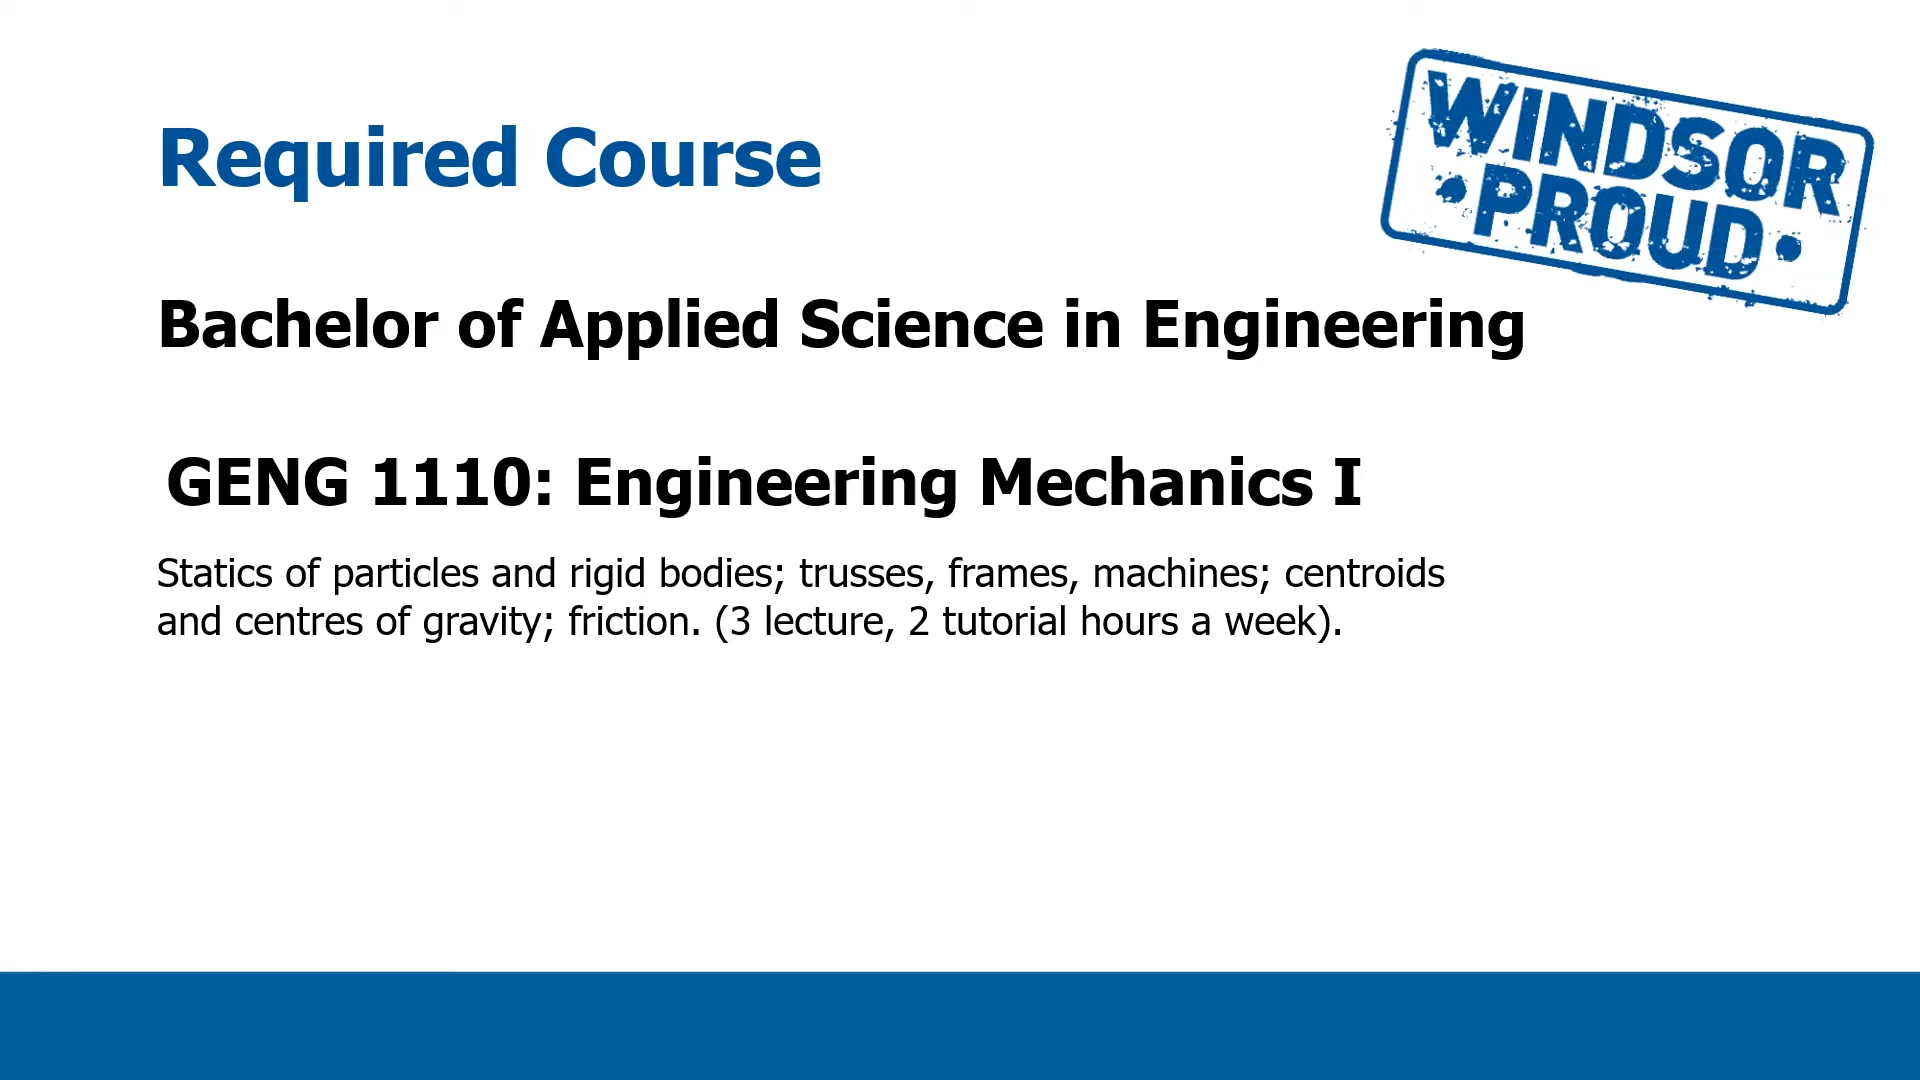 Required Course
WINDSOR
• PROUD •
Bachelor of Applied Science in Engineering
GENG 1110: Engineering Mechanics I
Statics of particles and rigid bodies; trusses, frames, machines; centroids
and centres of gravity; friction. (3 lecture, 2 tutorial hours a week).